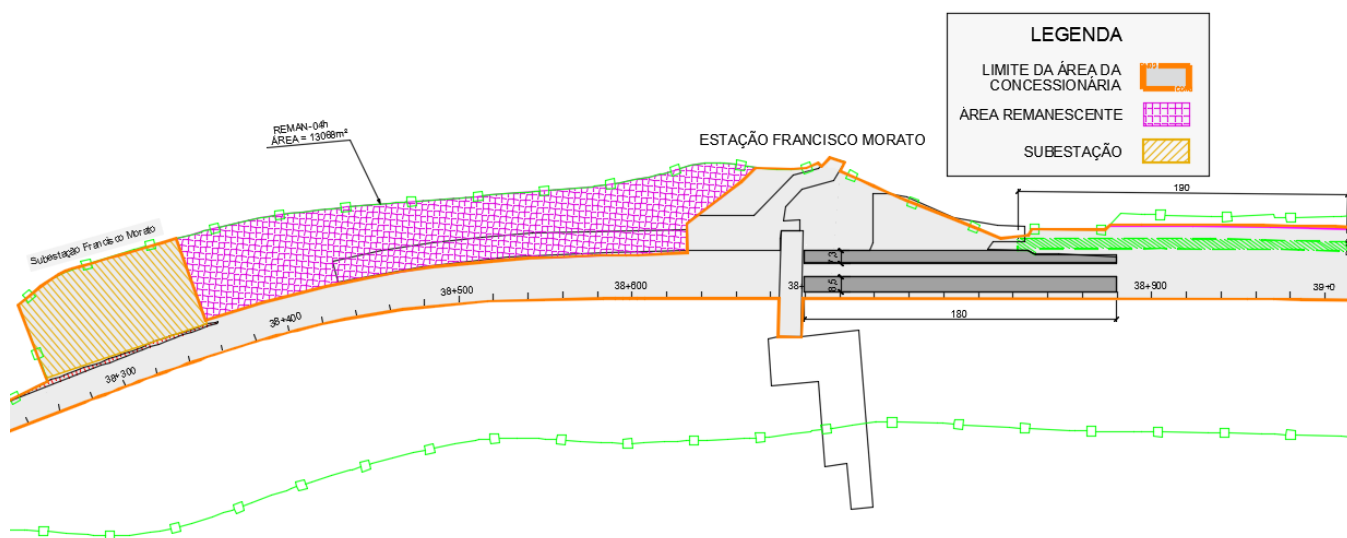 LEGENDA
LIMITE DA ÁREA DA
CONCESSIONÁRIA
ÁREA REMANESCENTE
SUBESTAÇÃO
REMAN-04h
ÁREA = 13068m²
ESTAÇÃO FRANCISCO MORATO
190
Subestação Francisco Morato
7,3
8,5
38+300
38+400
38+500
38+600
38
38+900
39+0
180